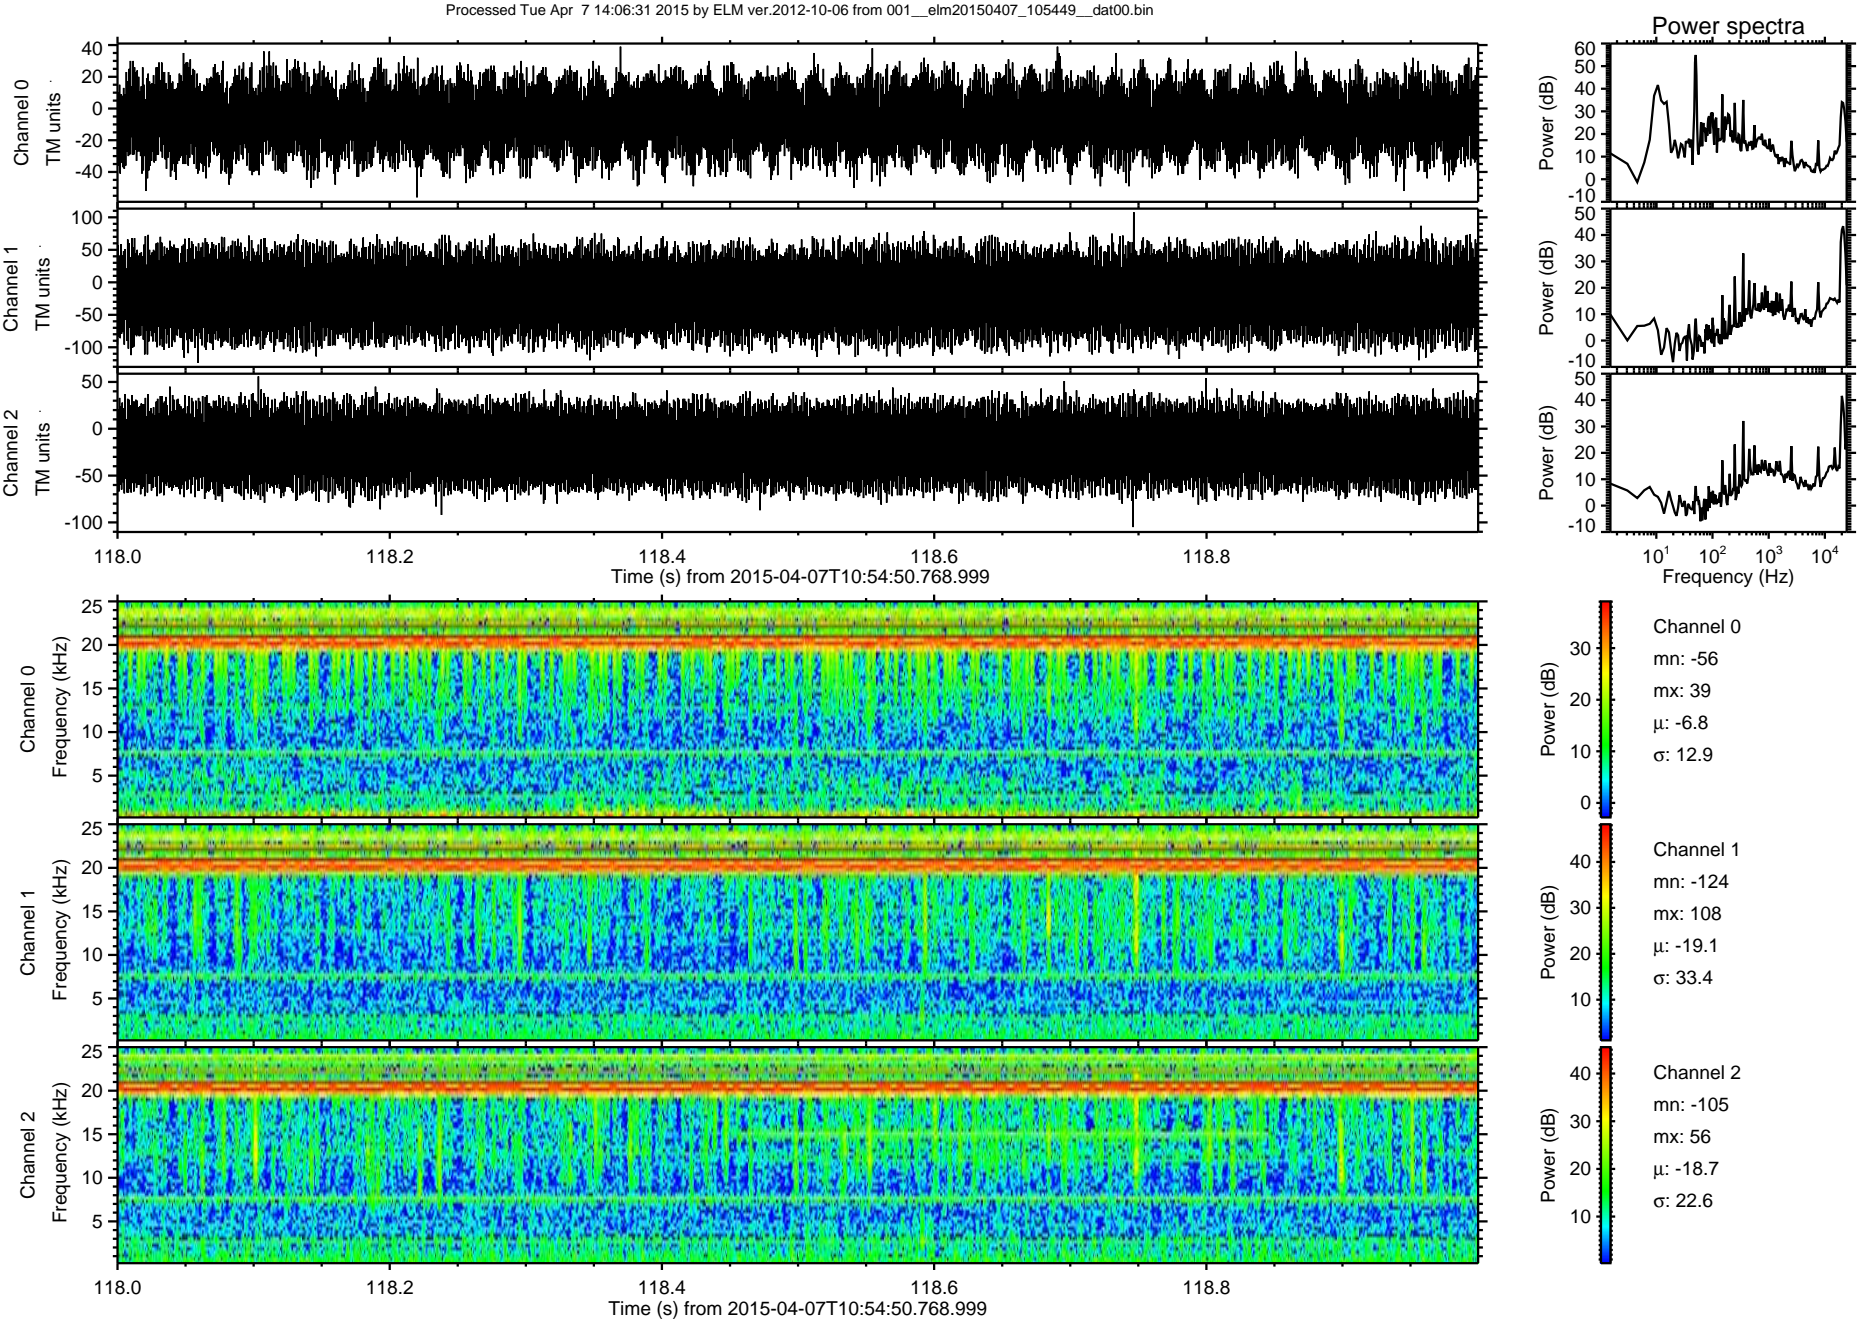 Processed Tue Apr  7 14:06:31 2015 by ELM ver.2012-10-06 from 001__elm20150407_105449__dat00.bin
Power spectra
Channel 0
TM units
40
20
0
-20
-40
Power (dB)
60
50
40
30
20
10
0
-10
Channel 1
TM units
100
50
0
-50
-100
Power (dB)
50
40
30
20
10
0
-10
Channel 2
TM units
50
0
-50
-100
Power (dB)
50
40
30
20
10
0
-10
118.0 118.2 118.4 118.6 118.8
Time (s) from 2015-04-07T10:54:50.768.999
10¹ 10² 10³ 10⁴
Frequency (Hz)
Channel 0
Frequency (kHz)
25
20
15
10
5
Power (dB)
30
20
10
0
Channel 0
mn: -56
mx: 39
μ: -6.8
σ: 12.9
Channel 1
Frequency (kHz)
25
20
15
10
5
Power (dB)
40
30
20
10
Channel 1
mn: -124
mx: 108
μ: -19.1
σ: 33.4
Channel 2
Frequency (kHz)
25
20
15
10
5
Power (dB)
40
30
20
10
Channel 2
mn: -105
mx: 56
μ: -18.7
σ: 22.6
118.0 118.2 118.4 118.6 118.8
Time (s) from 2015-04-07T10:54:50.768.999